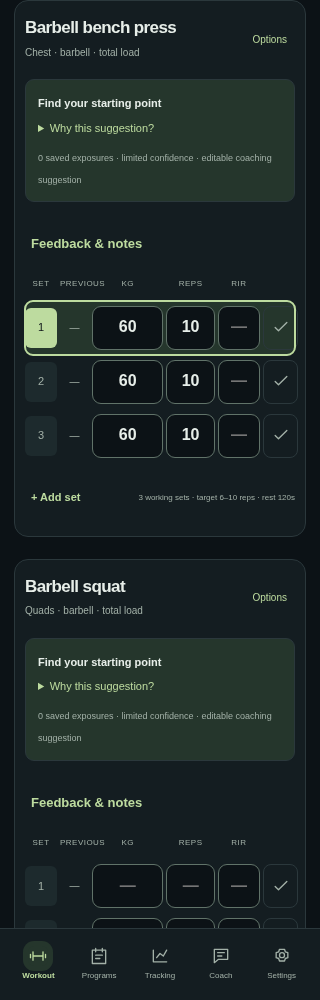 Barbell bench press
Options
Chest · barbell · total load
Find your starting point
Why this suggestion?
0 saved exposures · limited confidence · editable coaching
suggestion
Feedback & notes
SET PREVIOUS KG REPS RIR
1 — 60 10 —
2 — 60 10 —
3 — 60 10 —
+ Add set 3 working sets · target 6–10 reps · rest 120s
Barbell squat
Options
Quads · barbell · total load
Find your starting point
Why this suggestion?
0 saved exposures · limited confidence · editable coaching
suggestion
Feedback & notes
SET PREVIOUS KG REPS RIR
1 — — — —
Workout Programs Tracking Coach Settings